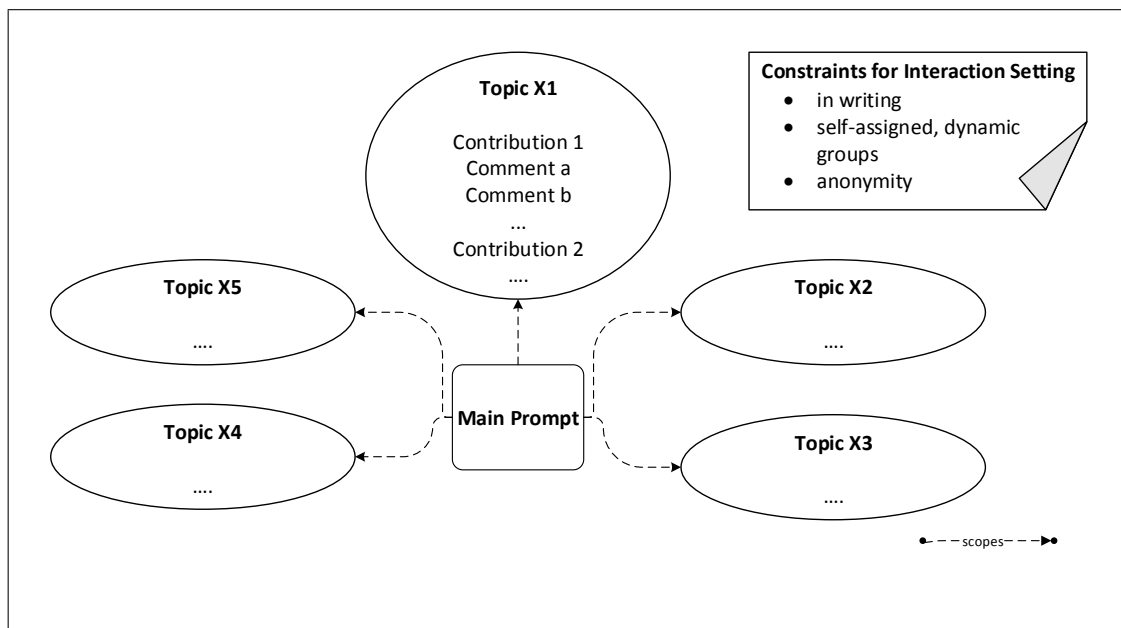 Topic X1
Contribution 1
Comment a
Comment b
...
Contribution 2
....
Constraints for Interaction Setting
• in writing
• self-assigned, dynamic
groups
• anonymity
Topic X5
....
Topic X2
....
Main Prompt
Topic X4
....
Topic X3
....
scopes